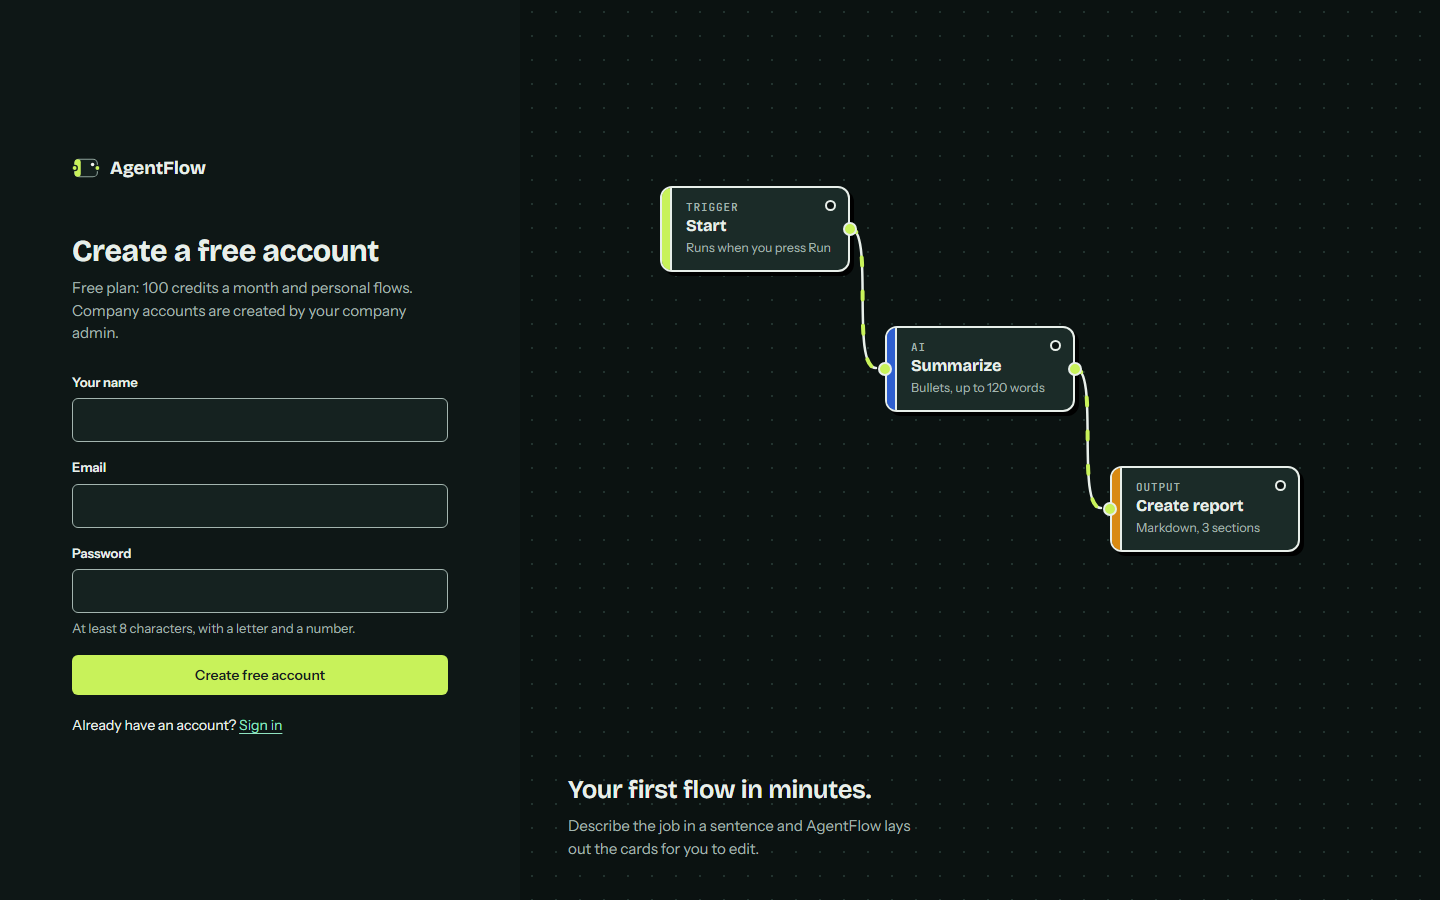 AgentFlow
Create a free account
Free plan: 100 credits a month and personal flows.
Company accounts are created by your company
admin.
Your name
Email
Password
At least 8 characters, with a letter and a number.
Create free account
Already have an account? Sign in
TRIGGER
Start
Runs when you press Run
AI
Summarize
Bullets, up to 120 words
OUTPUT
Create report
Markdown, 3 sections
Your first flow in minutes.
Describe the job in a sentence and AgentFlow lays
out the cards for you to edit.